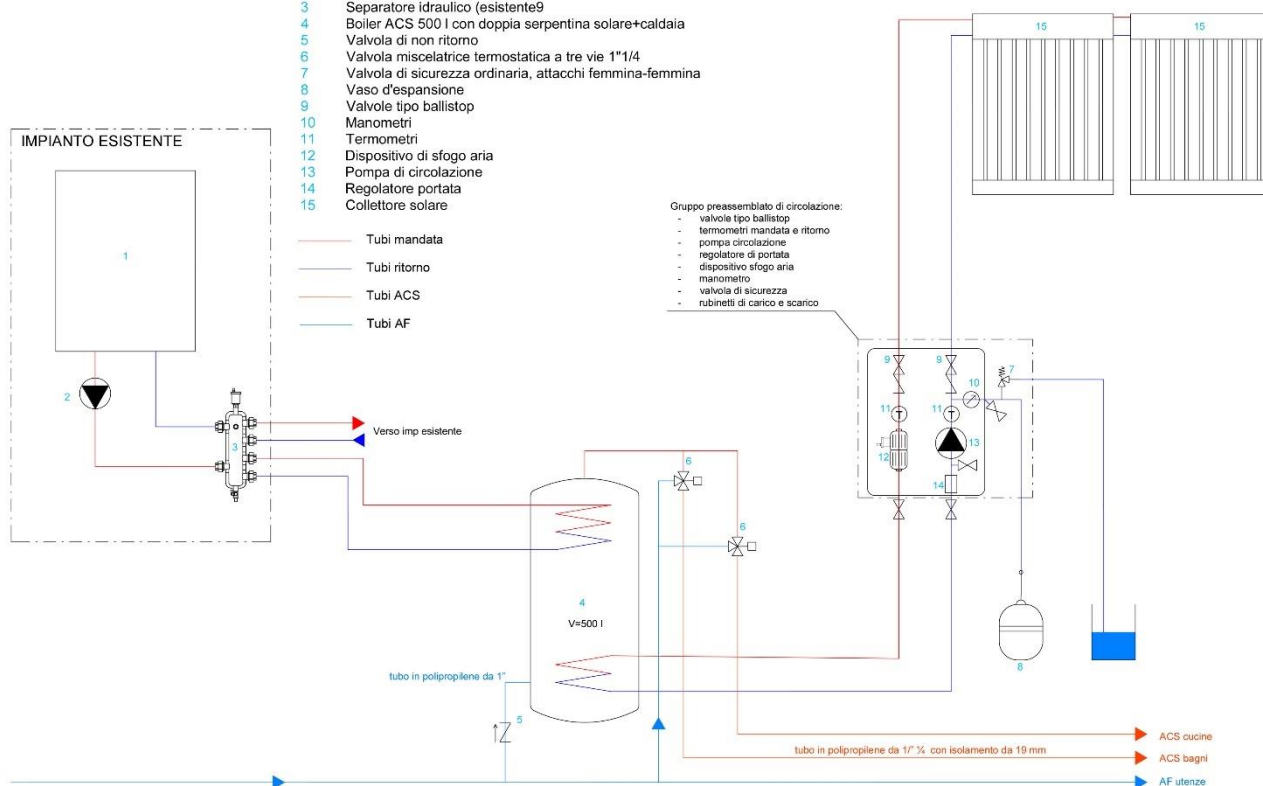 3 Separatore idraulico (esistente9
4 Boiler ACS 500 l con doppia serpentina solare+caldaia
5 Valvola di non ritorno
6 Valvola miscelatrice termostatica a tre vie 1"1/4
7 Valvola di sicurezza ordinaria, attacchi femmina-femmina
8 Vaso d'espansione
9 Valvole tipo ballistop
10 Manometri
11 Termometri
12 Dispositivo di sfogo aria
13 Pompa di circolazione
14 Regolatore portata
15 Collettore solare
Tubi mandata
Tubi ritorno
Tubi ACS
Tubi AF
IMPIANTO ESISTENTE
1
2
3
Verso imp esistente
15
15
Gruppo preassemblato di circolazione:
- valvole tipo ballistop
- termometri mandata e ritorno
- pompa circolazione
- regolatore di portata
- dispositivo sfogo aria
- manometro
- valvola di sicurezza
- rubinetti di carico e scarico
9
9
7
10
11
T
11
T
13
12
14
6
6
4
V=500 l
8
tubo in polipropilene da 1"
5
ACS cucine
tubo in polipropilene da 1/" ¼ con isolamento da 19 mm
ACS bagni
AF utenze